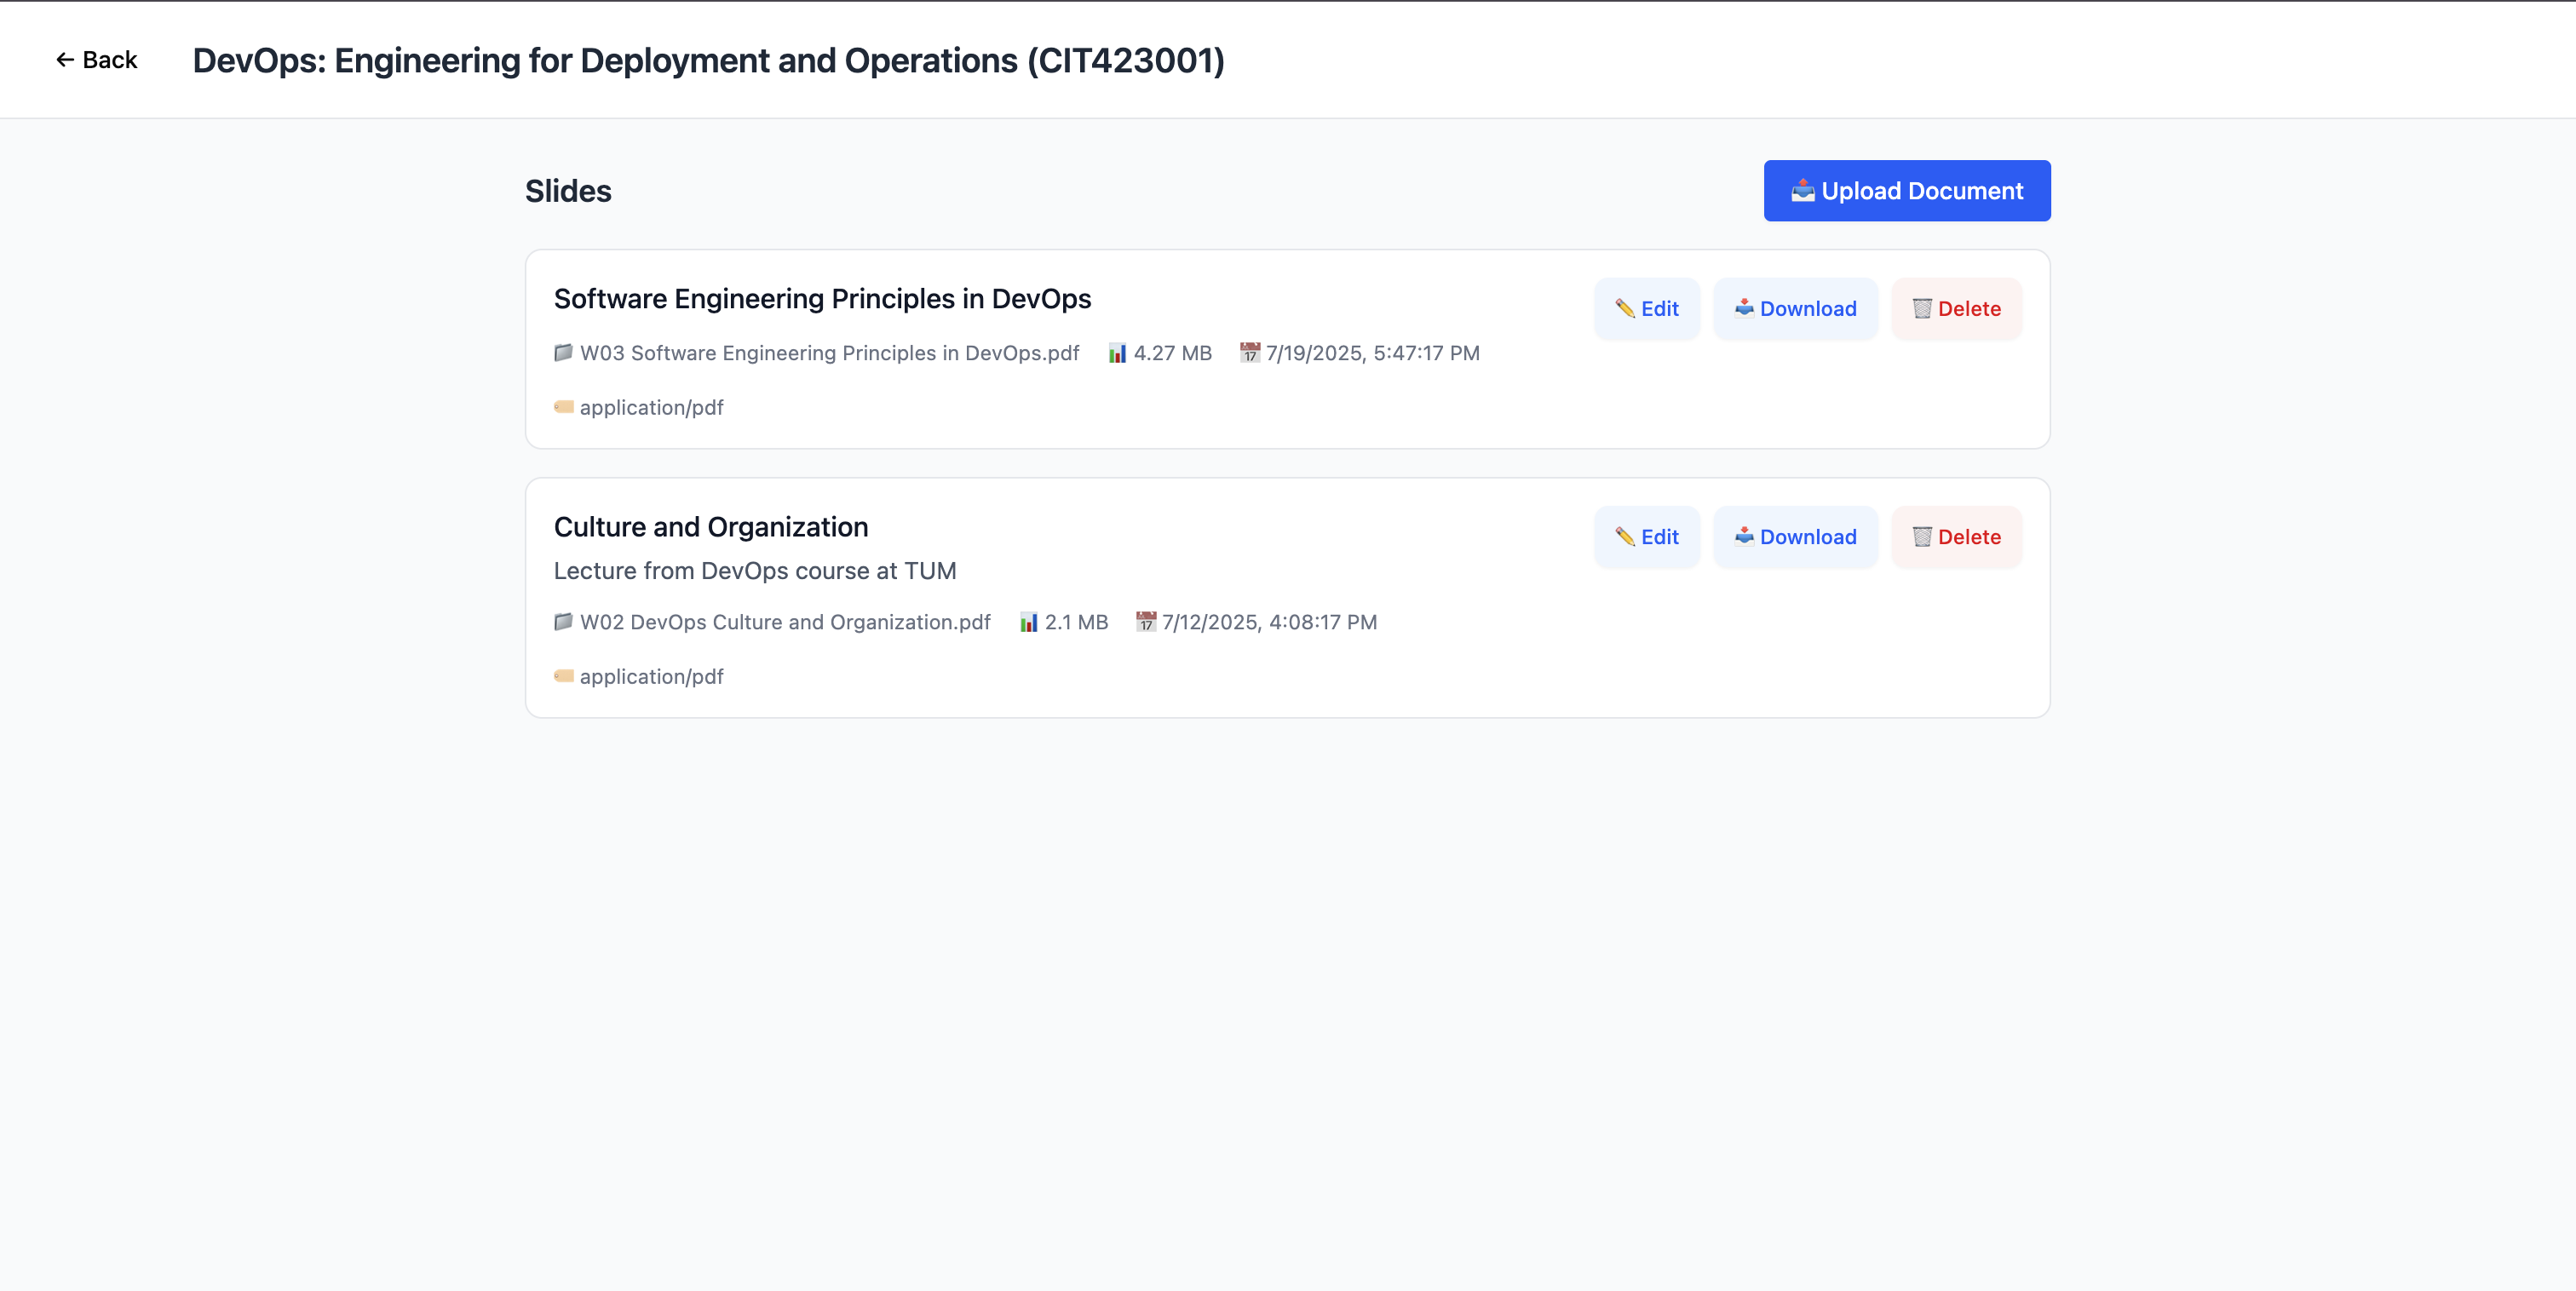 ← Back
DevOps: Engineering for Deployment and Operations (CIT423001)
Slides
📤 Upload Document
Software Engineering Principles in DevOps
✏️ Edit
📥 Download
🗑️ Delete
📁 W03 Software Engineering Principles in DevOps.pdf 📊 4.27 MB 📅 7/19/2025, 5:47:17 PM
🏷️ application/pdf
Culture and Organization
✏️ Edit
📥 Download
🗑️ Delete
Lecture from DevOps course at TUM
📁 W02 DevOps Culture and Organization.pdf 📊 2.1 MB 📅 7/12/2025, 4:08:17 PM
🏷️ application/pdf